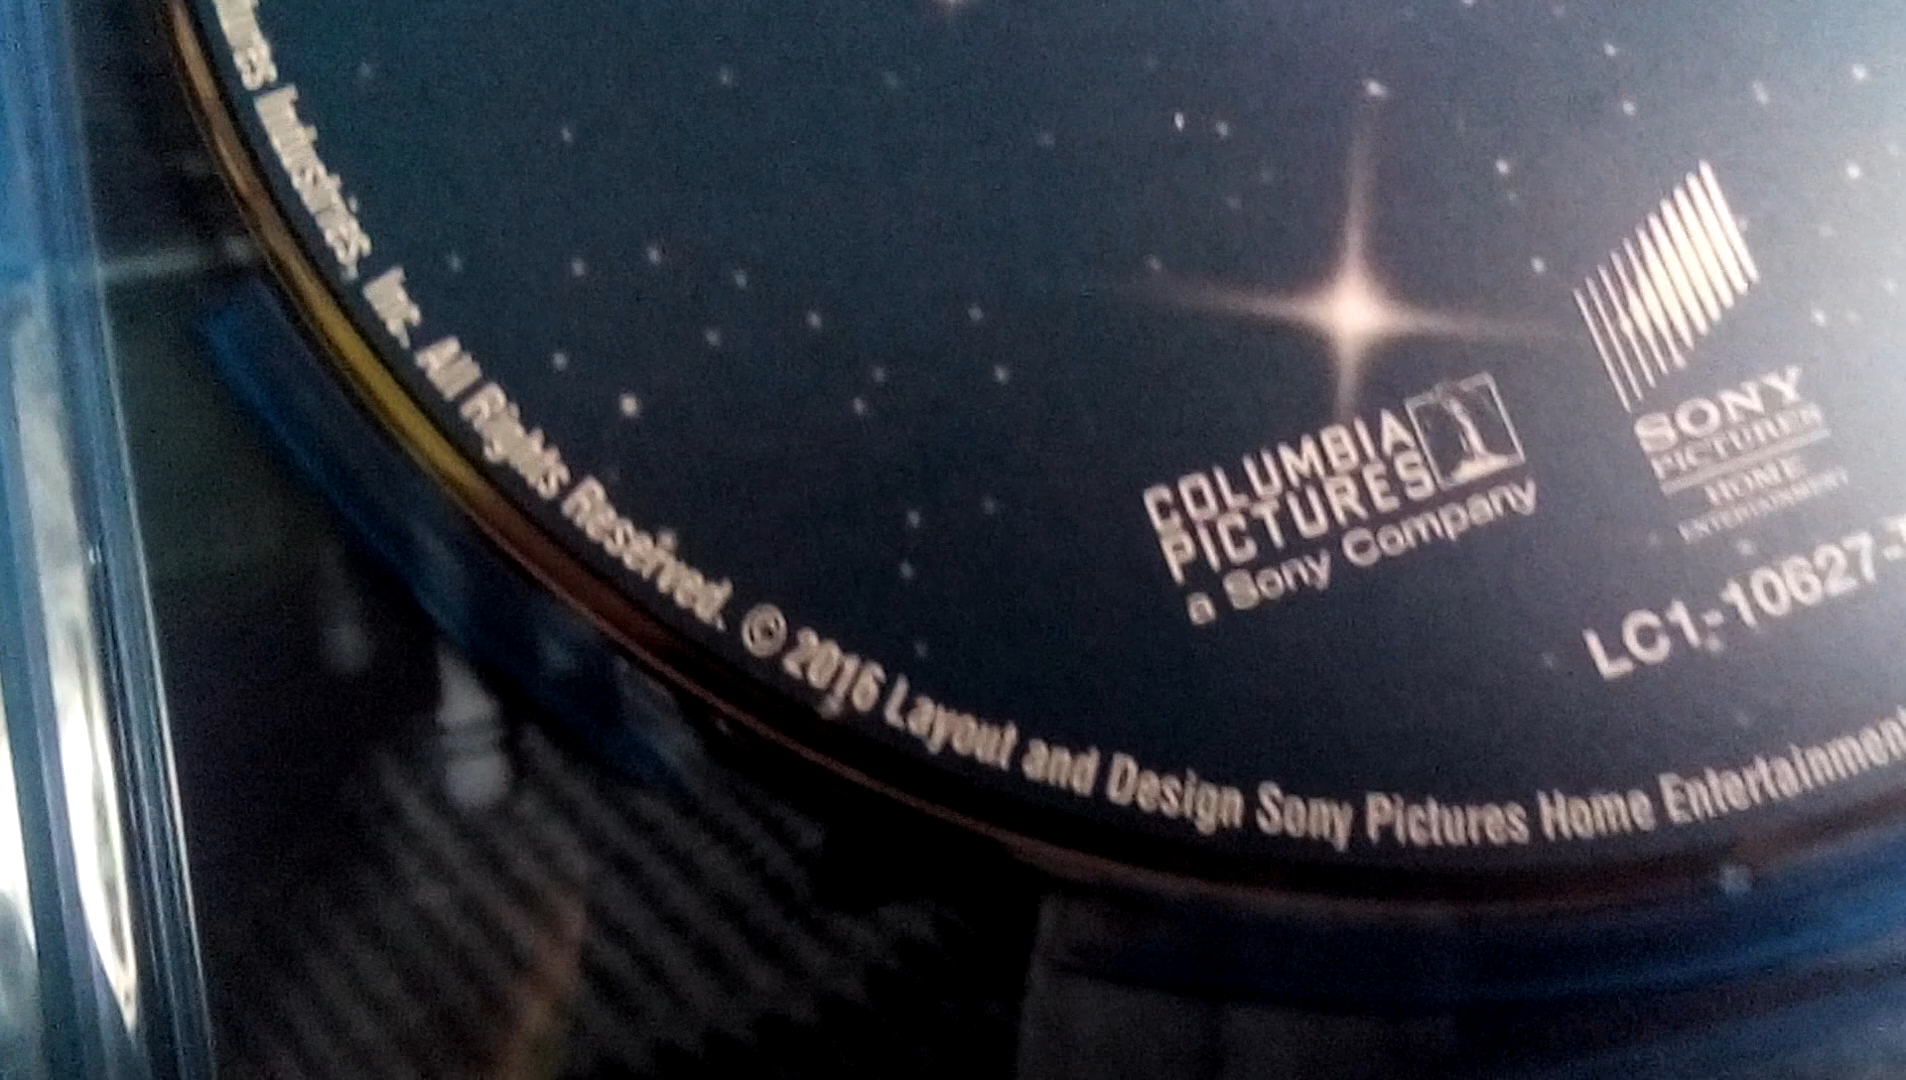 Industries, Inc. All Rights Reserved. © 2016 Layout and Design Sony Pictures Home Entertainment
COLUMBIA
PICTURES
a Sony Company
SONY
PICTURES
HOME
ENTERTAINMENT
LC1-10627-